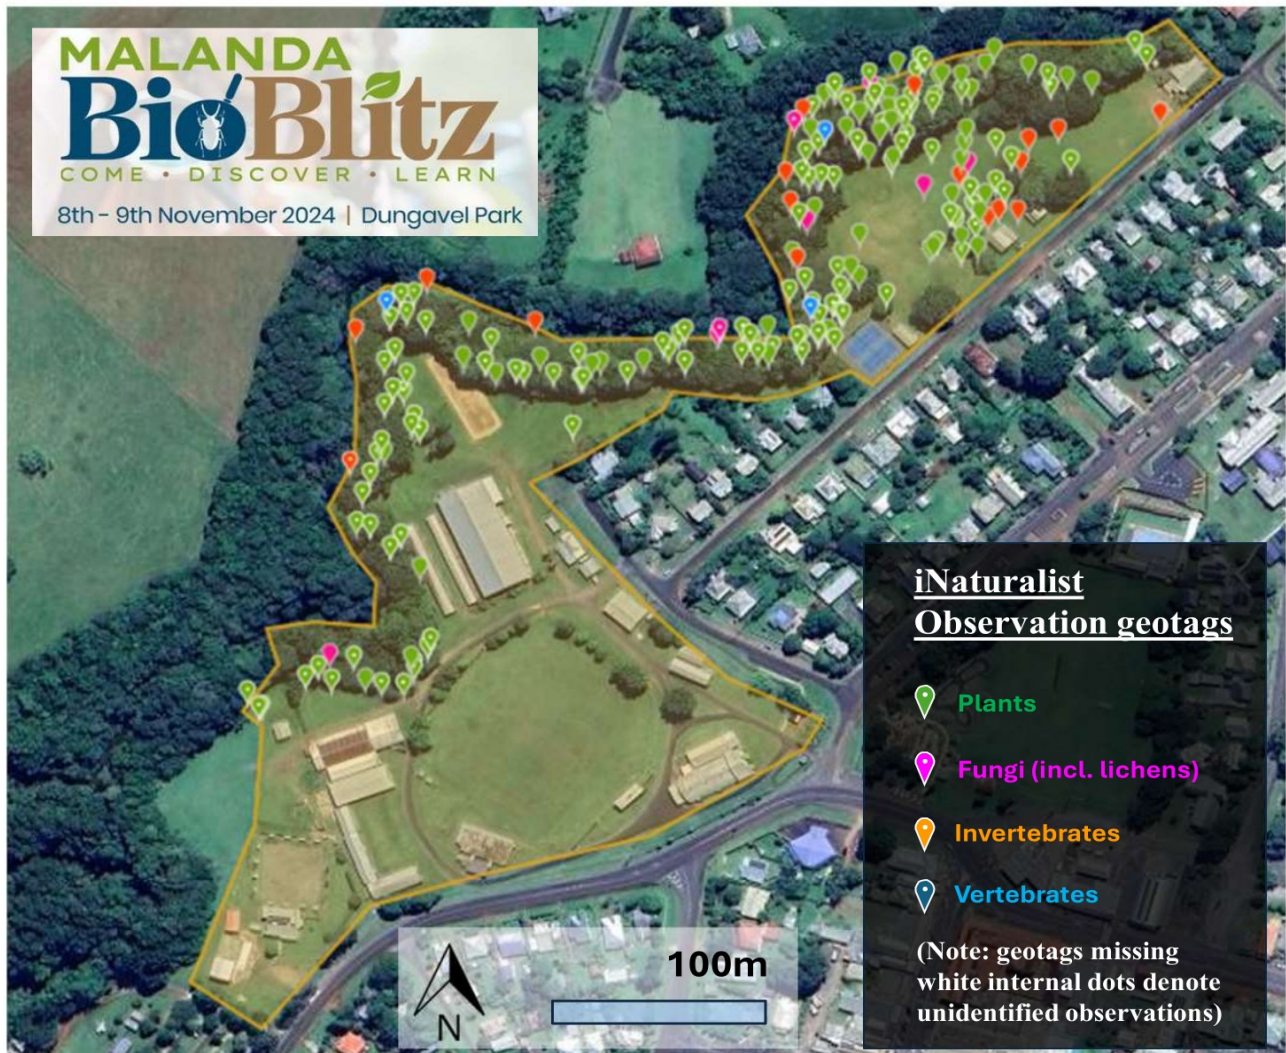 MALANDA
BioBlitz
COME • DISCOVER • LEARN
8th - 9th November 2024 | Dungavel Park
iNaturalist
Observation geotags
Plants
Fungi (incl. lichens)
Invertebrates
Vertebrates
(Note: geotags missing
white internal dots denote
unidentified observations)
100m
N